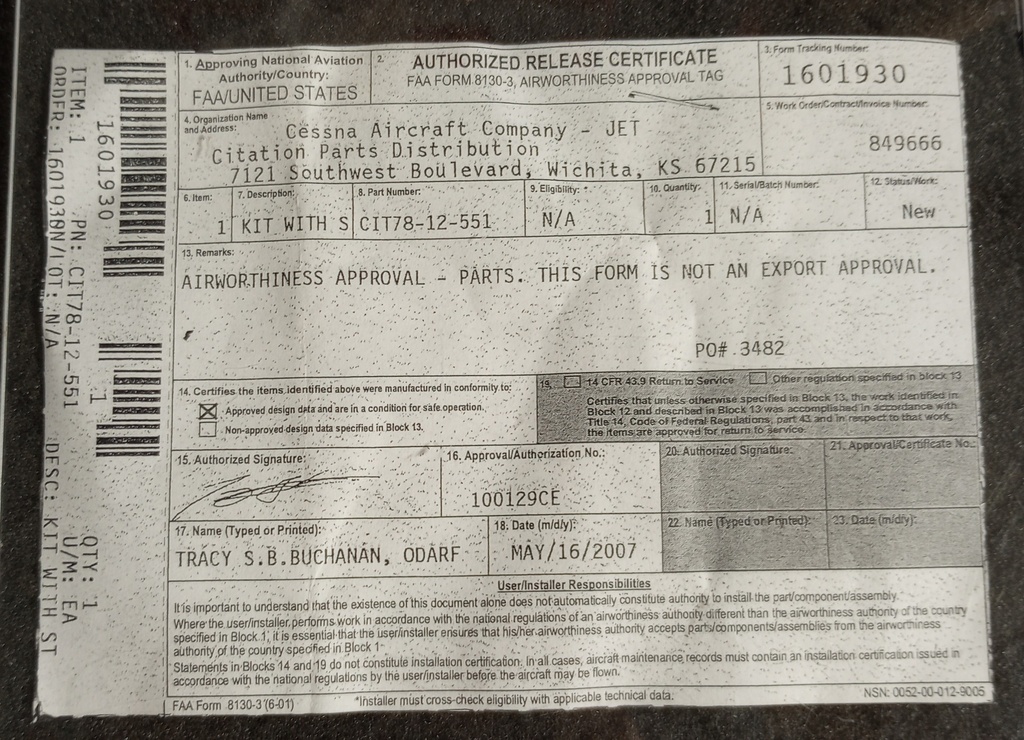 1. Approving National Aviation
Authority/Country:
FAA/UNITED STATES
2.
AUTHORIZED RELEASE CERTIFICATE
FAA FORM 8130-3, AIRWORTHINESS APPROVAL TAG
3. Form Tracking Number:
1601930
4. Organization Name
and Address:
Cessna Aircraft Company - JET
Citation Parts Distribution
7121 Southwest Boulevard, Wichita, KS 67215
5. Work Order/Contract/Invoice Number:
849666
6. Item:
1
7. Description:
KIT WITH S
8. Part Number:
CIT78-12-551
9. Eligibility: *
N/A
10. Quantity:
1
11. Serial/Batch Number:
N/A
12. Status/Work:
New
13. Remarks:
AIRWORTHINESS APPROVAL - PARTS. THIS FORM IS NOT AN EXPORT APPROVAL.
PO# 3482
14. Certifies the items identified above were manufactured in conformity to:
Approved design data and are in a condition for safe operation.
Non-approved design data specified in Block 13.
19. 14 CFR 43.9 Return to Service Other regulation specified in block 13
Certifies that unless otherwise specified in Block 13, the work identified in
Block 12 and described in Block 13 was accomplished in accordance with
Title 14, Code of Federal Regulations, part 43 and in respect to that work,
the items are approved for return to service.
15. Authorized Signature:
16. Approval/Authorization No.:
100129CE
20. Authorized Signature:
21. Approval/Certificate No.:
17. Name (Typed or Printed):
TRACY S.B.BUCHANAN, ODARF
18. Date (m/d/y):
MAY/16/2007
22. Name (Typed or Printed):
23. Date (m/d/y):
User/Installer Responsibilities
It is important to understand that the existence of this document alone does not automatically constitute authority to install the part/component/assembly.
Where the user/installer performs work in accordance with the national regulations of an airworthiness authority different than the airworthiness authority of the country
specified in Block 1, it is essential that the user/installer ensures that his/her airworthiness authority accepts parts/components/assemblies from the airworthiness
authority of the country specified in Block 1.
Statements in Blocks 14 and 19 do not constitute installation certification. In all cases, aircraft maintenance records must contain an installation certification issued in
accordance with the national regulations by the user/installer before the aircraft may be flown.
FAA Form 8130-3 (6-01)
*Installer must cross-check eligibility with applicable technical data.
NSN: 0052-00-012-9005
1601930
1
QTY: 1
ITEM: 1 PN: CIT78-12-551 U/M: EA
ORDER: 1601930N/LOT: N/A DESC: KIT WITH ST